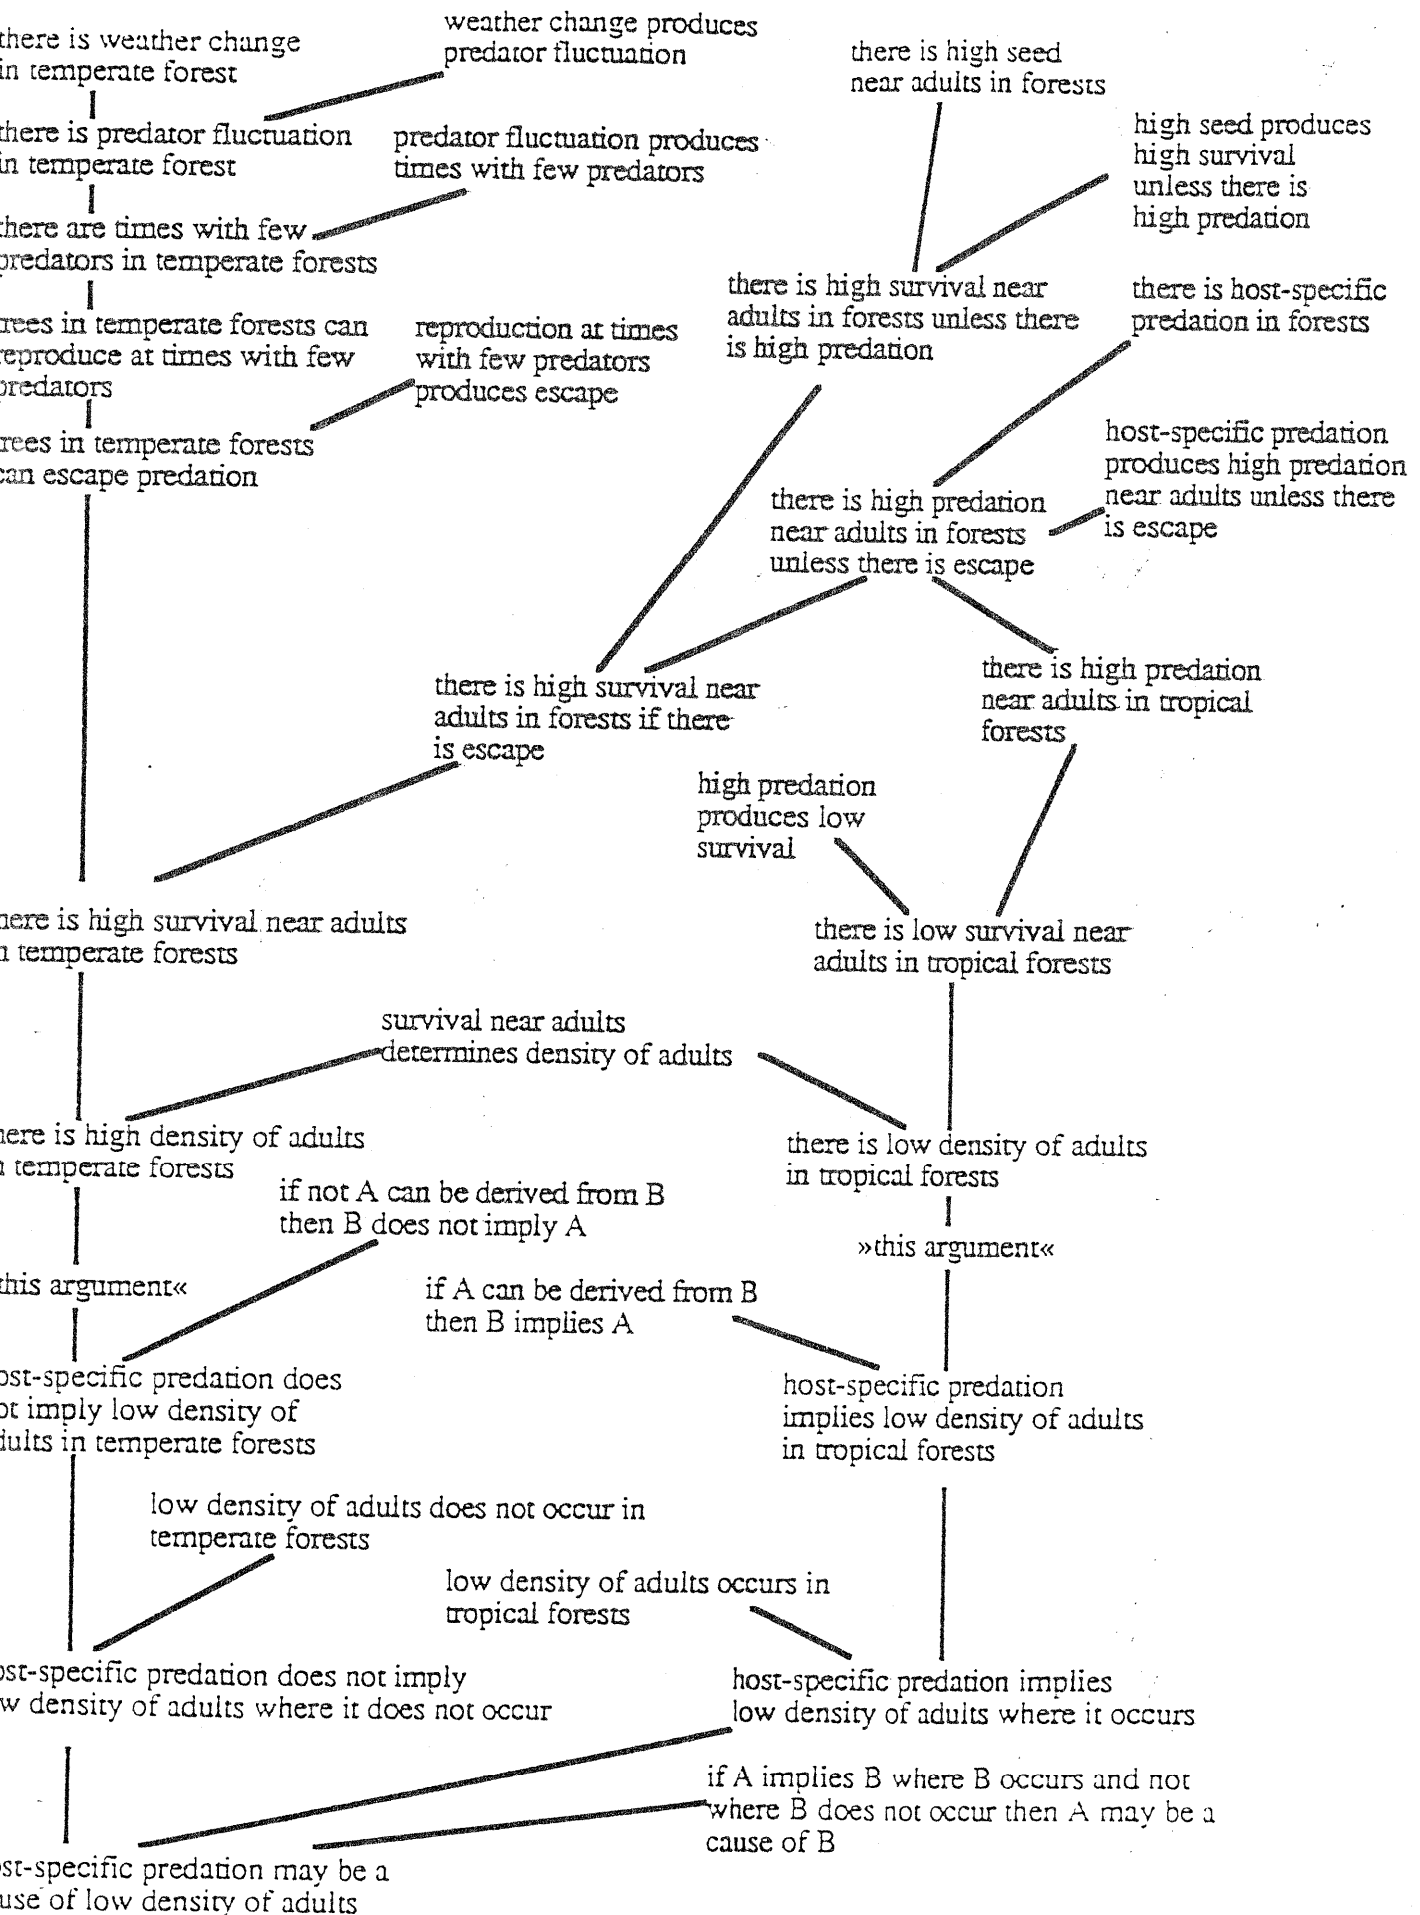 there is weather change
in temperate forest
weather change produces
predator fluctuation
there is high seed
near adults in forests
there is predator fluctuation
in temperate forest
predator fluctuation produces
times with few predators
high seed produces
high survival
unless there is
high predation
there are times with few
predators in temperate forests
there is high survival near
adults in forests unless there
is high predation
there is host-specific
predation in forests
rees in temperate forests can
reproduce at times with few
predators
reproduction at times
with few predators
produces escape
rees in temperate forests
can escape predation
host-specific predation
produces high predation
near adults unless there
is escape
there is high predation
near adults in forests
unless there is escape
there is high survival near
adults in forests if there
is escape
there is high predation
near adults in tropical
forests
high predation
produces low
survival
here is high survival near adults
n temperate forests
there is low survival near
adults in tropical forests
survival near adults
determines density of adults
here is high density of adults
n temperate forests
there is low density of adults
in tropical forests
if not A can be derived from B
then B does not imply A
»this argument«
this argument«
if A can be derived from B
then B implies A
ost-specific predation does
ot imply low density of
dults in temperate forests
host-specific predation
implies low density of adults
in tropical forests
low density of adults does not occur in
temperate forests
low density of adults occurs in
tropical forests
ost-specific predation does not imply
w density of adults where it does not occur
host-specific predation implies
low density of adults where it occurs
if A implies B where B occurs and not
where B does not occur then A may be a
cause of B
st-specific predation may be a
use of low density of adults